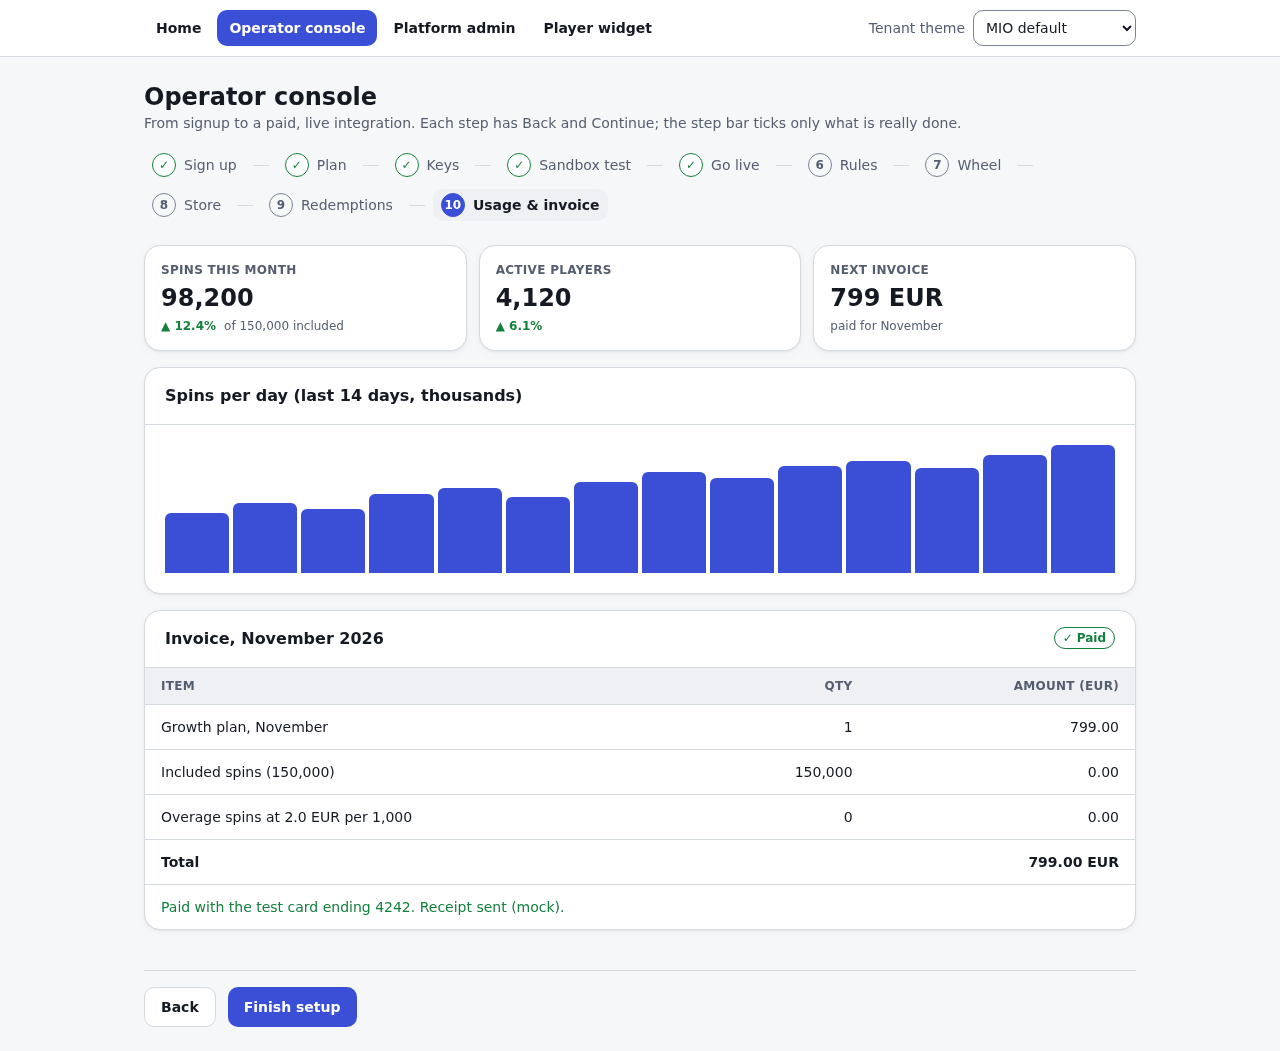 Home Operator console Platform admin Player widget Tenant theme MIO default
Operator console
From signup to a paid, live integration. Each step has Back and Continue; the step bar ticks only what is really done.
✓ Sign up ✓ Plan ✓ Keys ✓ Sandbox test ✓ Go live 6 Rules 7 Wheel
8 Store 9 Redemptions 10 Usage & invoice
SPINS THIS MONTH
98,200
▲ 12.4% of 150,000 included
ACTIVE PLAYERS
4,120
▲ 6.1%
NEXT INVOICE
799 EUR
paid for November
Spins per day (last 14 days, thousands)
Invoice, November 2026 ✓ Paid
ITEM QTY AMOUNT (EUR)
Growth plan, November 1 799.00
Included spins (150,000) 150,000 0.00
Overage spins at 2.0 EUR per 1,000 0 0.00
Total 799.00 EUR
Paid with the test card ending 4242. Receipt sent (mock).
Back Finish setup